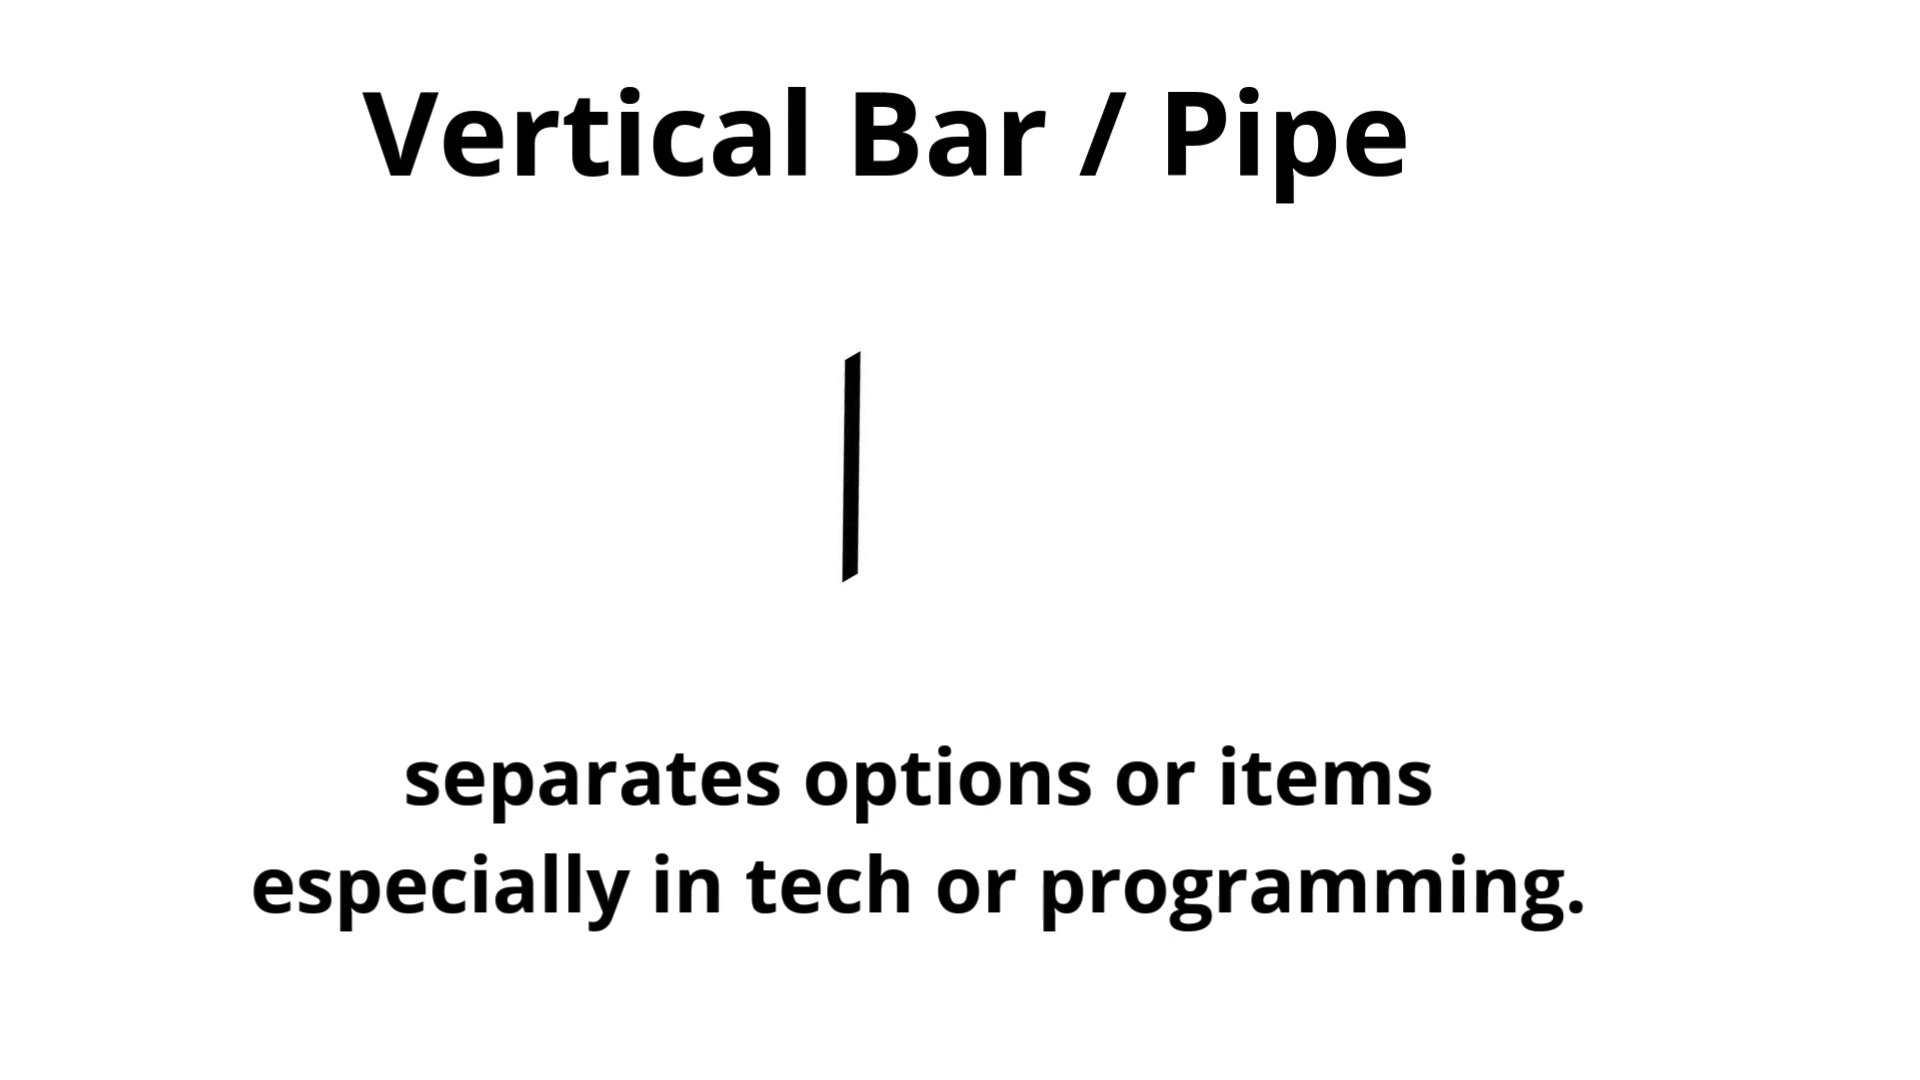 Vertical Bar / Pipe
|
separates options or items
especially in tech or programming.